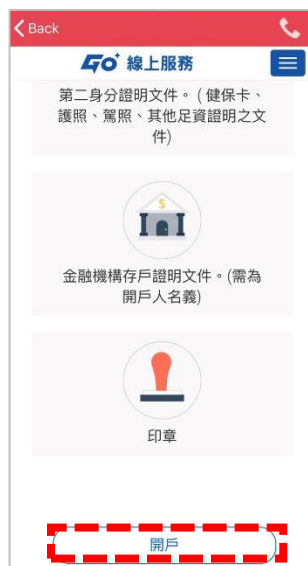 Back
Go+ 線上服務
第二身分證明文件。 ( 健保卡、
護照、駕照、其他足資證明之文
件)
$
金融機構存戶證明文件。(需為
開戶人名義)
印章
開戶